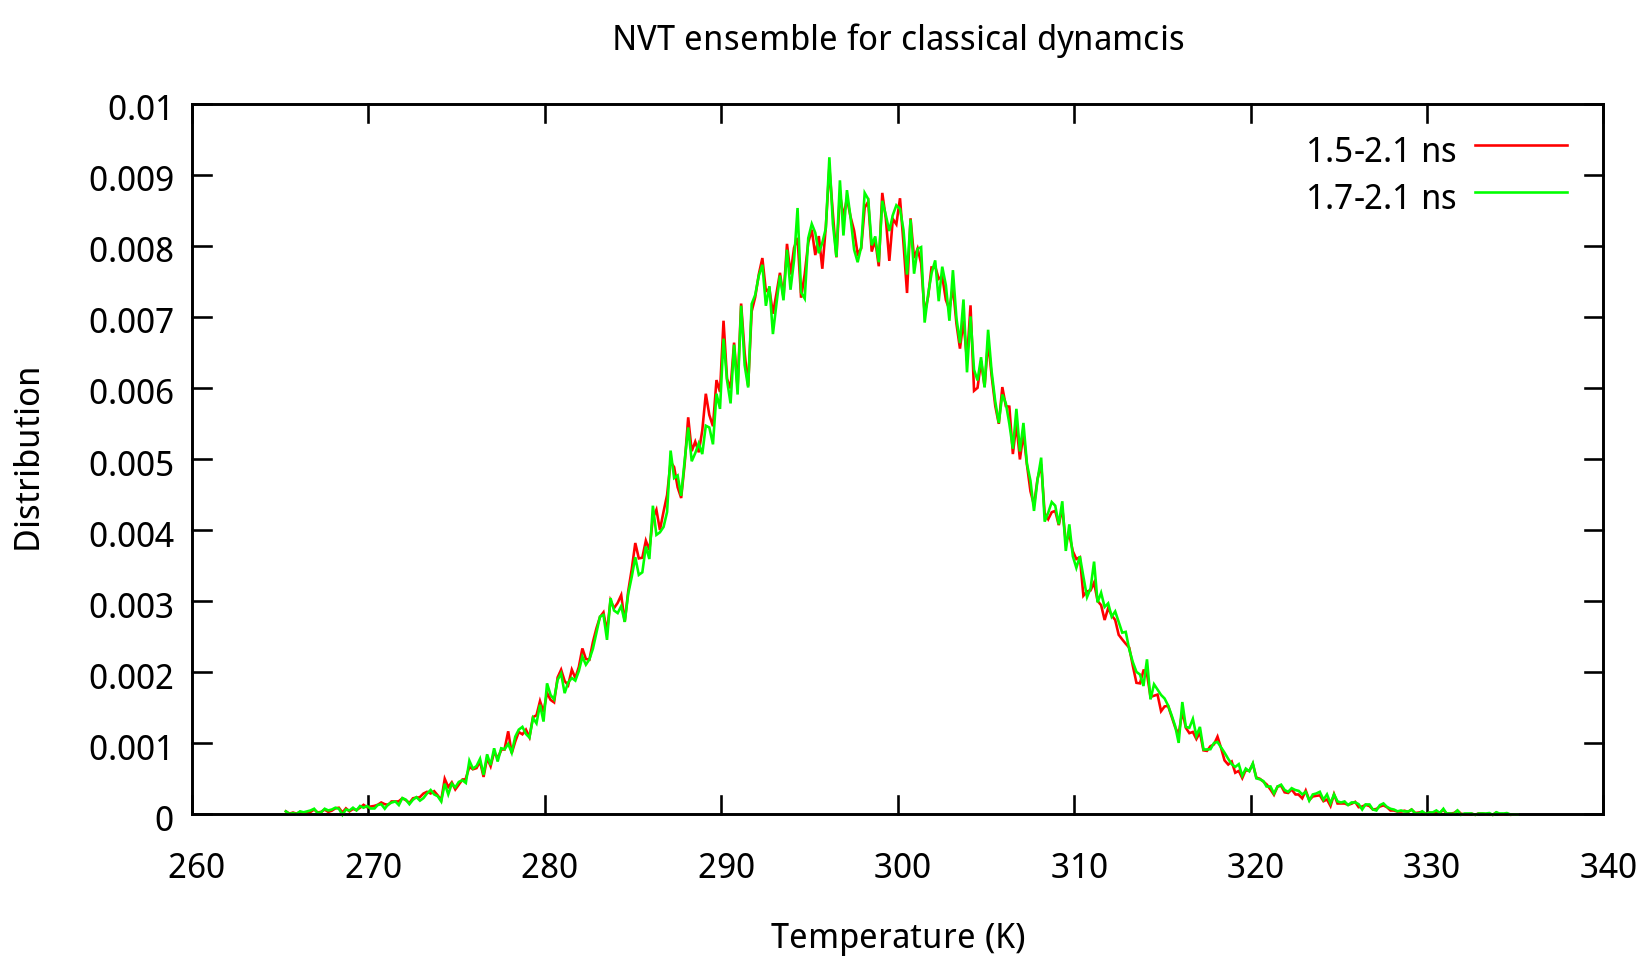 NVT ensemble for classical dynamcis
0.01
0.009
0.008
0.007
0.006
0.005
0.004
0.003
0.002
0.001
0
Distribution
1.5-2.1 ns
1.7-2.1 ns
260 270 280 290 300 310 320 330 340
Temperature (K)